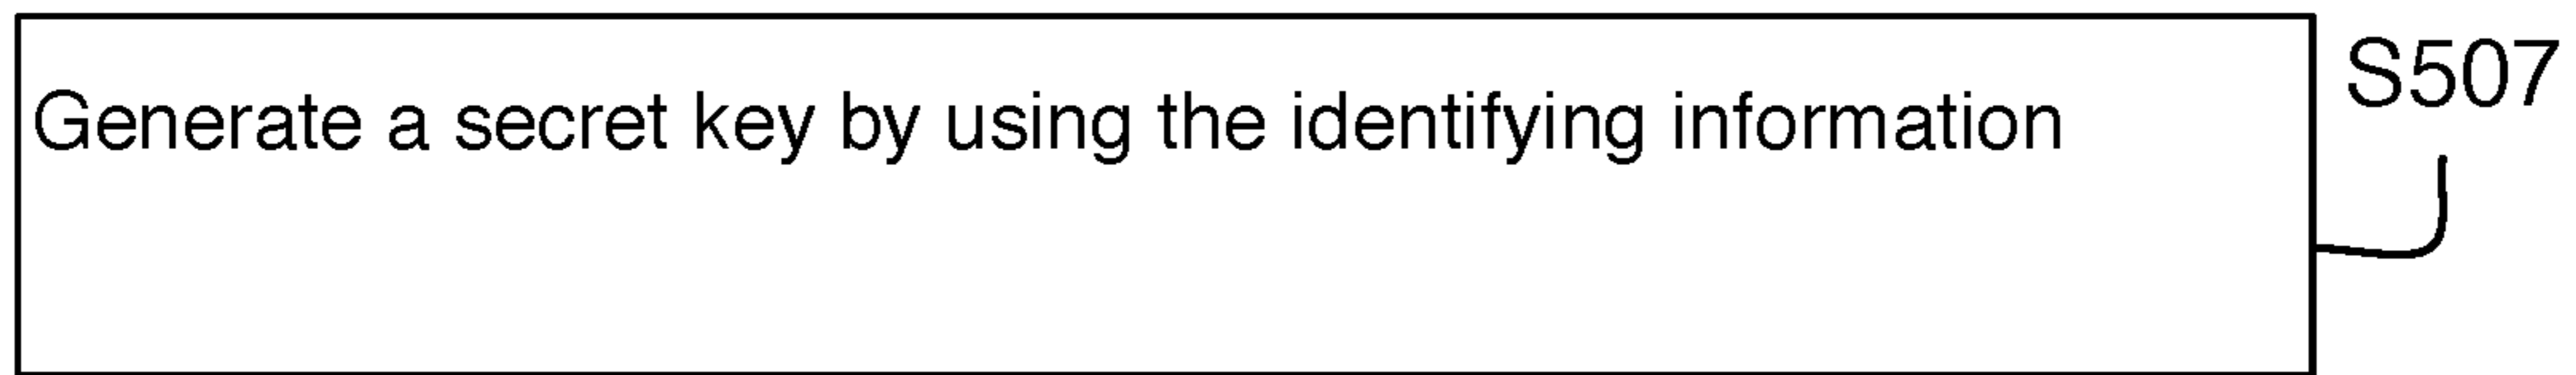 Generate a secret key by using the identifying information
S507